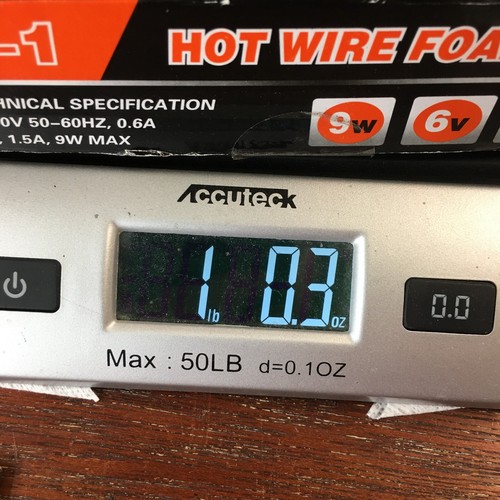 -1
HOT WIRE FOA
HNICAL SPECIFICATION
0V 50-60HZ, 0.6A
, 1.5A, 9W MAX
9W
6V
ACCUTECK
1 lb 0.3 oz
0.0
Max : 50LB d=0.1OZ